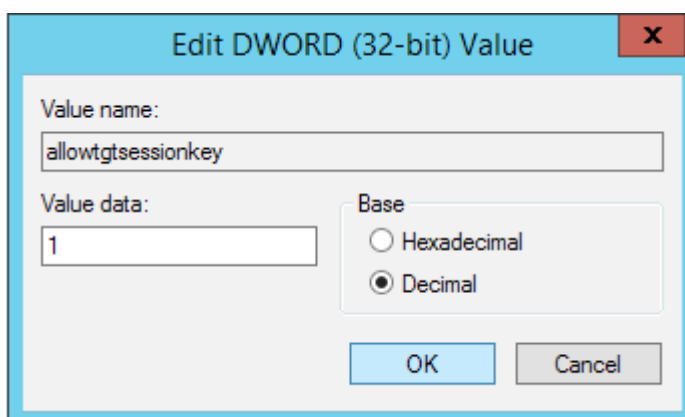 Edit DWORD (32-bit) Value
x
Value name:
allowtgtsessionkey
Value data:
1
Base
Hexadecimal
Decimal
OK
Cancel